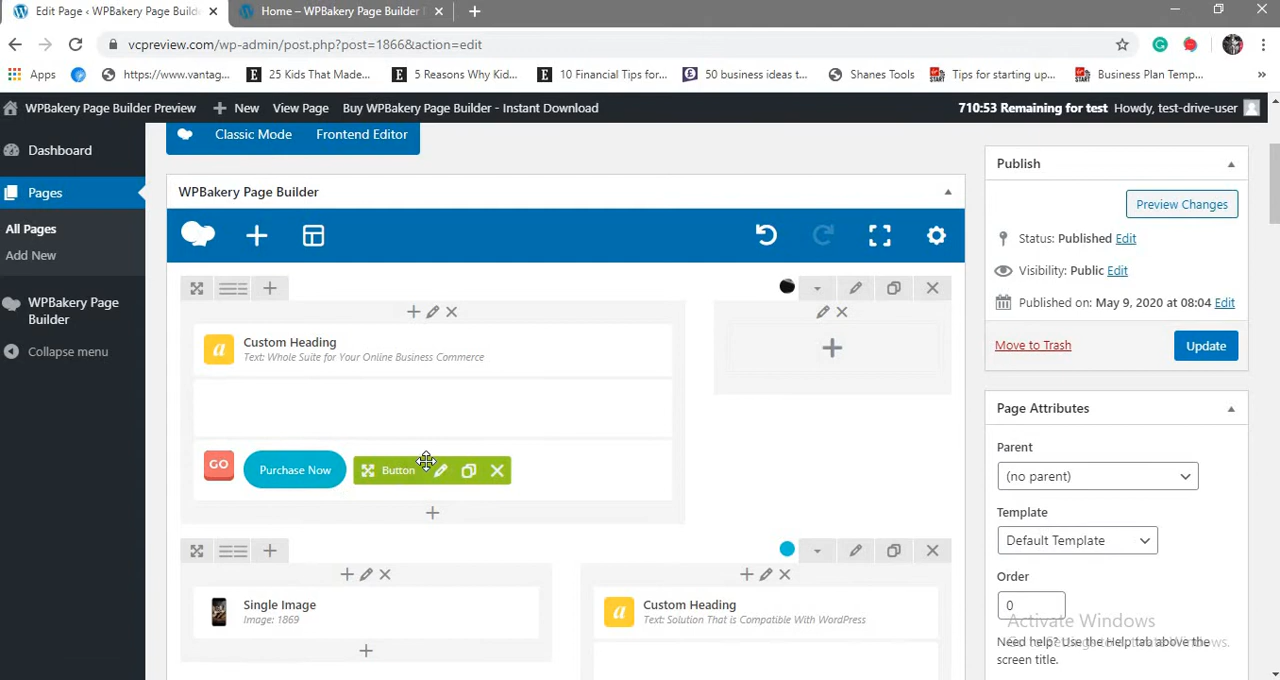 Edit Page ‹ WPBakery Page Builde
Home – WPBakery Page Builder
vcpreview.com/wp-admin/post.php?post=1866&action=edit
Apps
https://www.vantag...
25 Kids That Made...
5 Reasons Why Kid...
10 Financial Tips for...
50 business ideas t...
Shanes Tools
Tips for starting up...
Business Plan Temp...
»
WPBakery Page Builder Preview
New
View Page
Buy WPBakery Page Builder - Instant Download
710:53 Remaining for test
Howdy, test-drive-user
Dashboard
Pages
All Pages
Add New
WPBakery Page
Builder
Collapse menu
Classic Mode
Frontend Editor
WPBakery Page Builder
Custom Heading
Text: Whole Suite for Your Online Business Commerce
GO
Purchase Now
Button
Single Image
Image: 1869
Custom Heading
Text: Solution That is Compatible With WordPress
Publish
Preview Changes
Status: Published Edit
Visibility: Public Edit
Published on: May 9, 2020 at 08:04 Edit
Move to Trash
Update
Page Attributes
Parent
(no parent)
Template
Default Template
Order
0
Activate Windows
Need help? Use the Help tab above the
screen title.